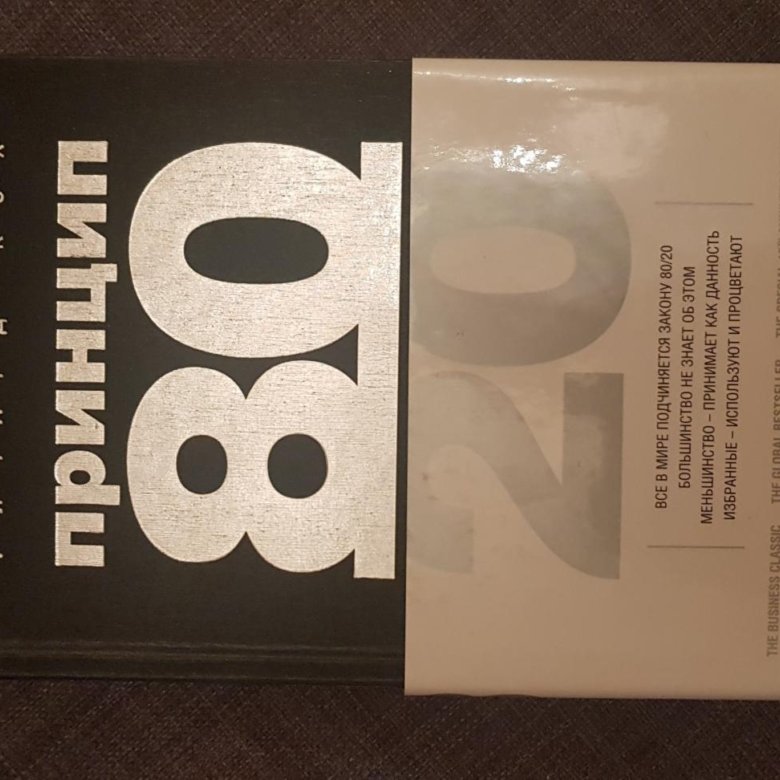 принцип
80
20
ВСЕ В МИРЕ ПОДЧИНЯЕТСЯ ЗАКОНУ 80/20
БОЛЬШИНСТВО НЕ ЗНАЕТ ОБ ЭТОМ
МЕНЬШИНСТВО – ПРИНИМАЕТ КАК ДАННОСТЬ
ИЗБРАННЫЕ – ИСПОЛЬЗУЮТ И ПРОЦВЕТАЮТ
THE BUSINESS CLASSIC THE GLOBAL BESTSELLER